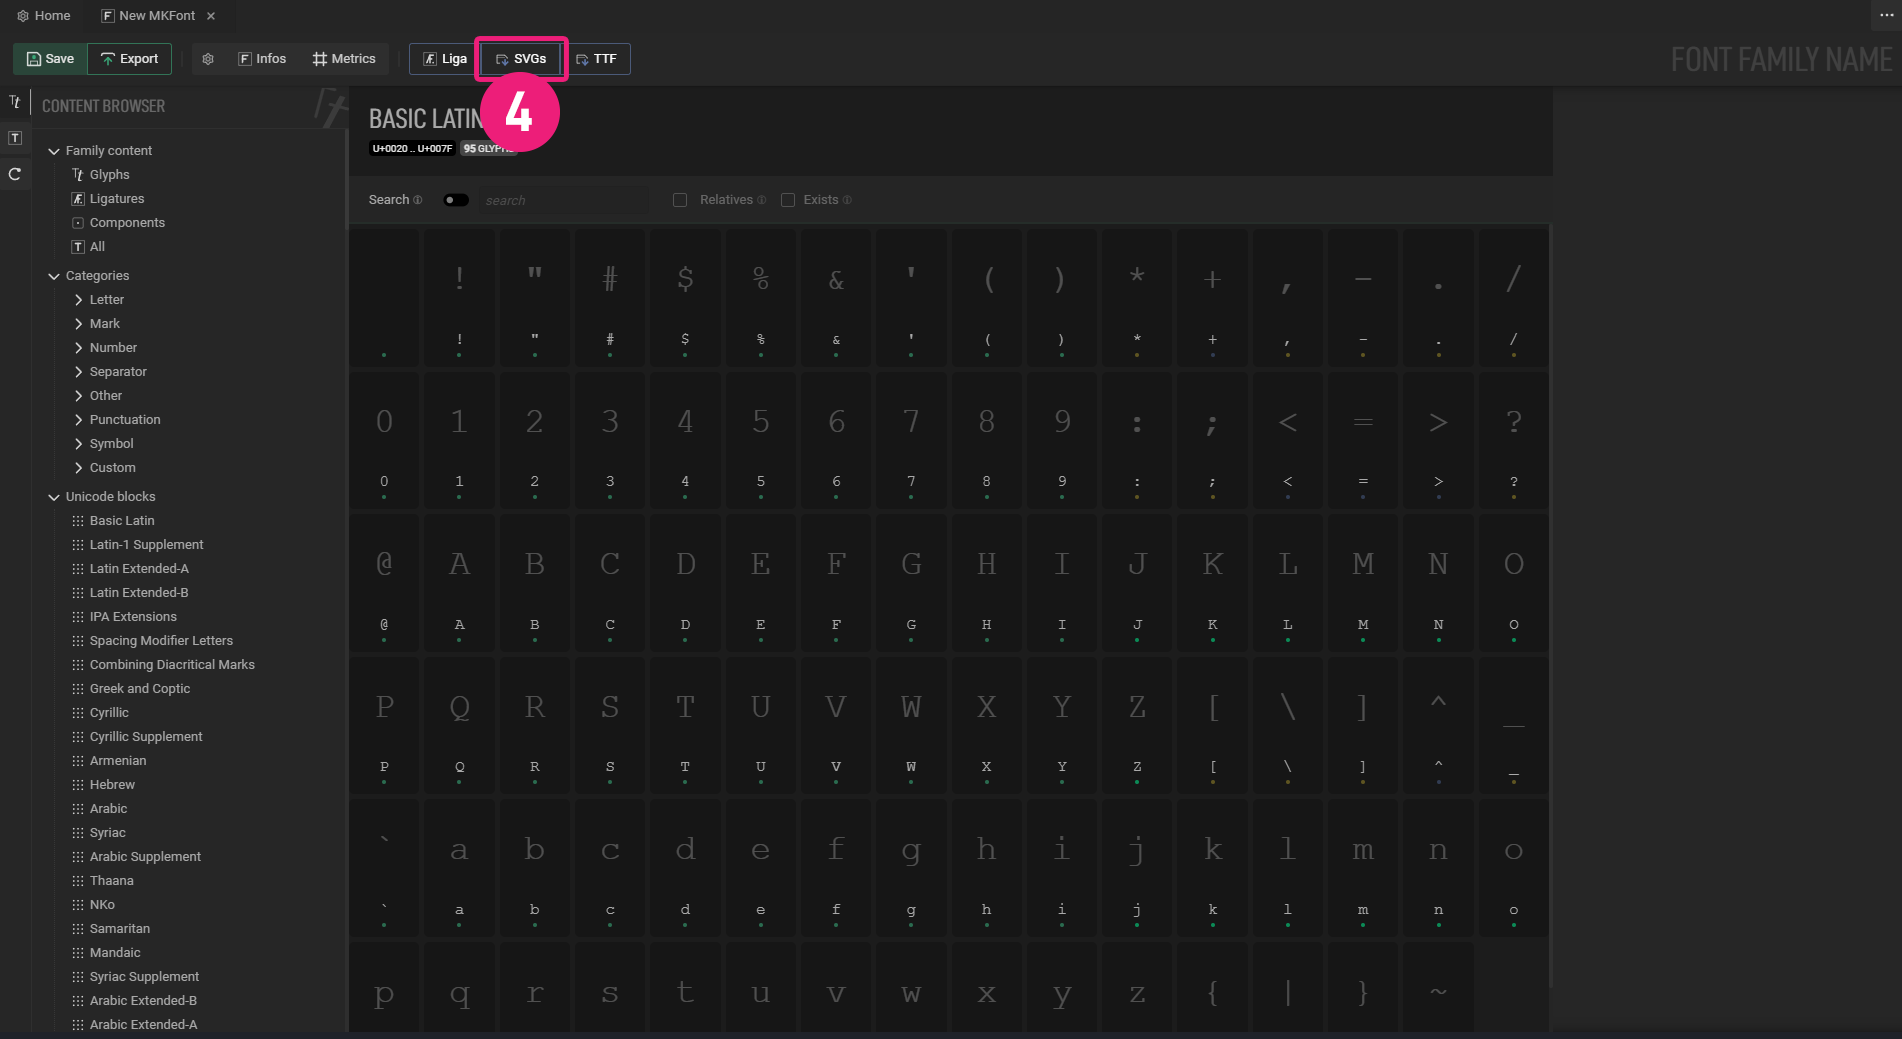 Home
New MKFont
FONT FAMILY NAME
Save
Export
Infos
Metrics
Liga
SVGs
TTF
4
CONTENT BROWSER
Family content
Glyphs
Ligatures
Components
All
Categories
Letter
Mark
Number
Separator
Other
Punctuation
Symbol
Custom
Unicode blocks
Basic Latin
Latin-1 Supplement
Latin Extended-A
Latin Extended-B
IPA Extensions
Spacing Modifier Letters
Combining Diacritical Marks
Greek and Coptic
Cyrillic
Cyrillic Supplement
Armenian
Hebrew
Arabic
Syriac
Arabic Supplement
Thaana
NKo
Samaritan
Mandaic
Syriac Supplement
Arabic Extended-B
Arabic Extended-A
BASIC LATIN
U+0020 .. U+007F
95 GLYPHS
Search
search
Relatives
Exists
! " # $ % & ' ( ) * + , - . /
! " # $ % & ' ( ) * + , - . /
0 1 2 3 4 5 6 7 8 9 : ; < = > ?
0 1 2 3 4 5 6 7 8 9 : ; < = > ?
@ A B C D E F G H I J K L M N O
@ A B C D E F G H I J K L M N O
P Q R S T U V W X Y Z [ \ ] ^ _
P Q R S T U V W X Y Z [ \ ] ^ _
` a b c d e f g h i j k l m n o
` a b c d e f g h i j k l m n o
p q r s t u v w x y z { | } ~